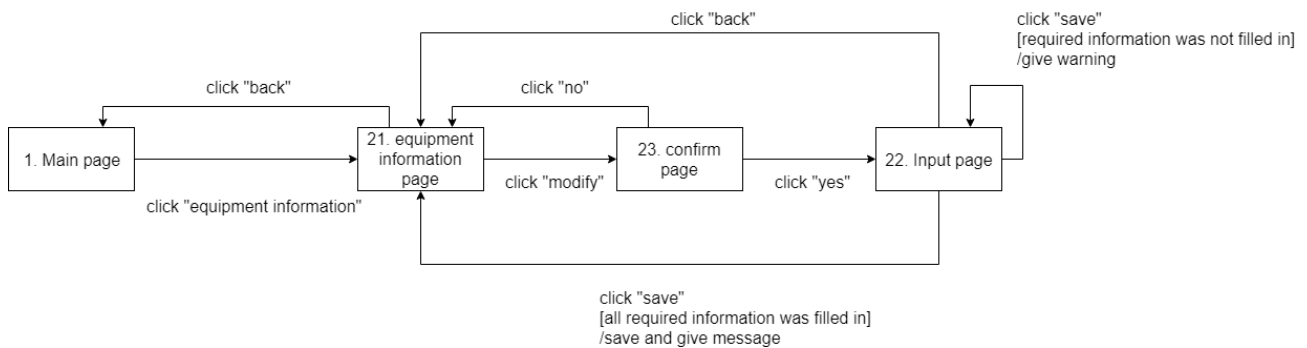 click "back"
click "save"
[required information was not filled in]
/give warning
click "back"
click "no"
1. Main page
21. equipment
information
page
23. confirm
page
22. Input page
click "equipment information"
click "modify"
click "yes"
click "save"
[all required information was filled in]
/save and give message